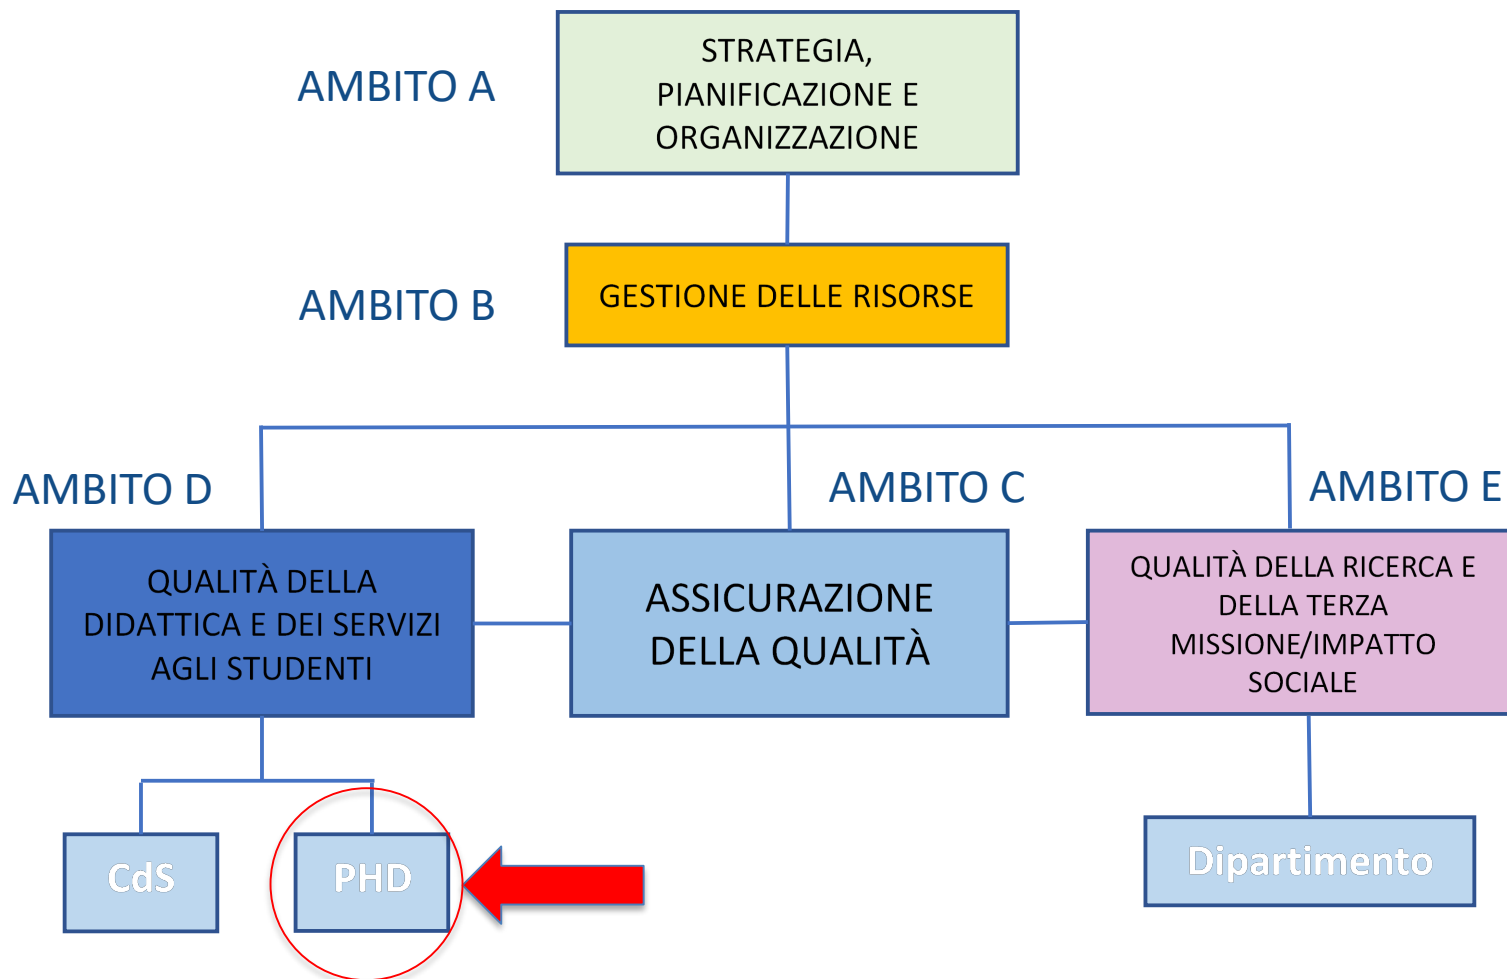 AMBITO A
STRATEGIA,
PIANIFICAZIONE E
ORGANIZZAZIONE
AMBITO B
GESTIONE DELLE RISORSE
AMBITO D
AMBITO C
AMBITO E
QUALITÀ DELLA
DIDATTICA E DEI SERVIZI
AGLI STUDENTI
ASSICURAZIONE
DELLA QUALITÀ
QUALITÀ DELLA RICERCA E
DELLA TERZA
MISSIONE/IMPATTO
SOCIALE
CdS
PHD
Dipartimento